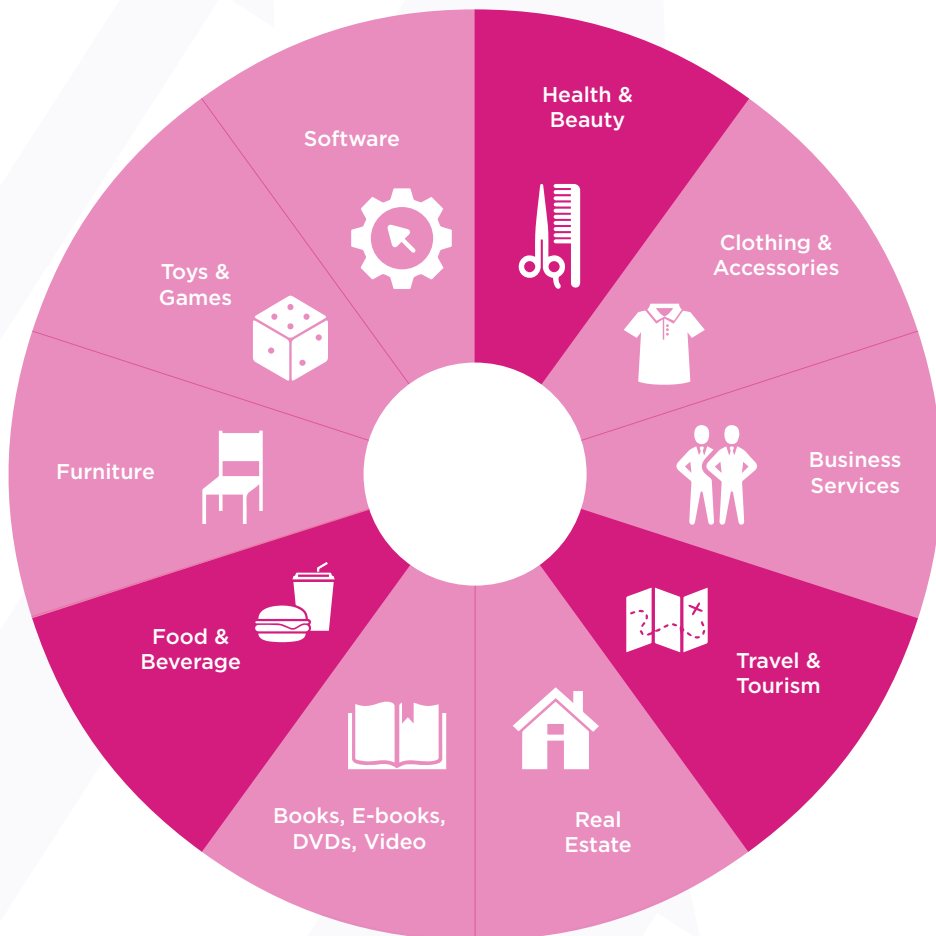 Health &
Beauty
Clothing &
Accessories
Business
Services
Travel &
Tourism
Real
Estate
Books, E-books,
DVDs, Video
Food &
Beverage
Furniture
Toys &
Games
Software